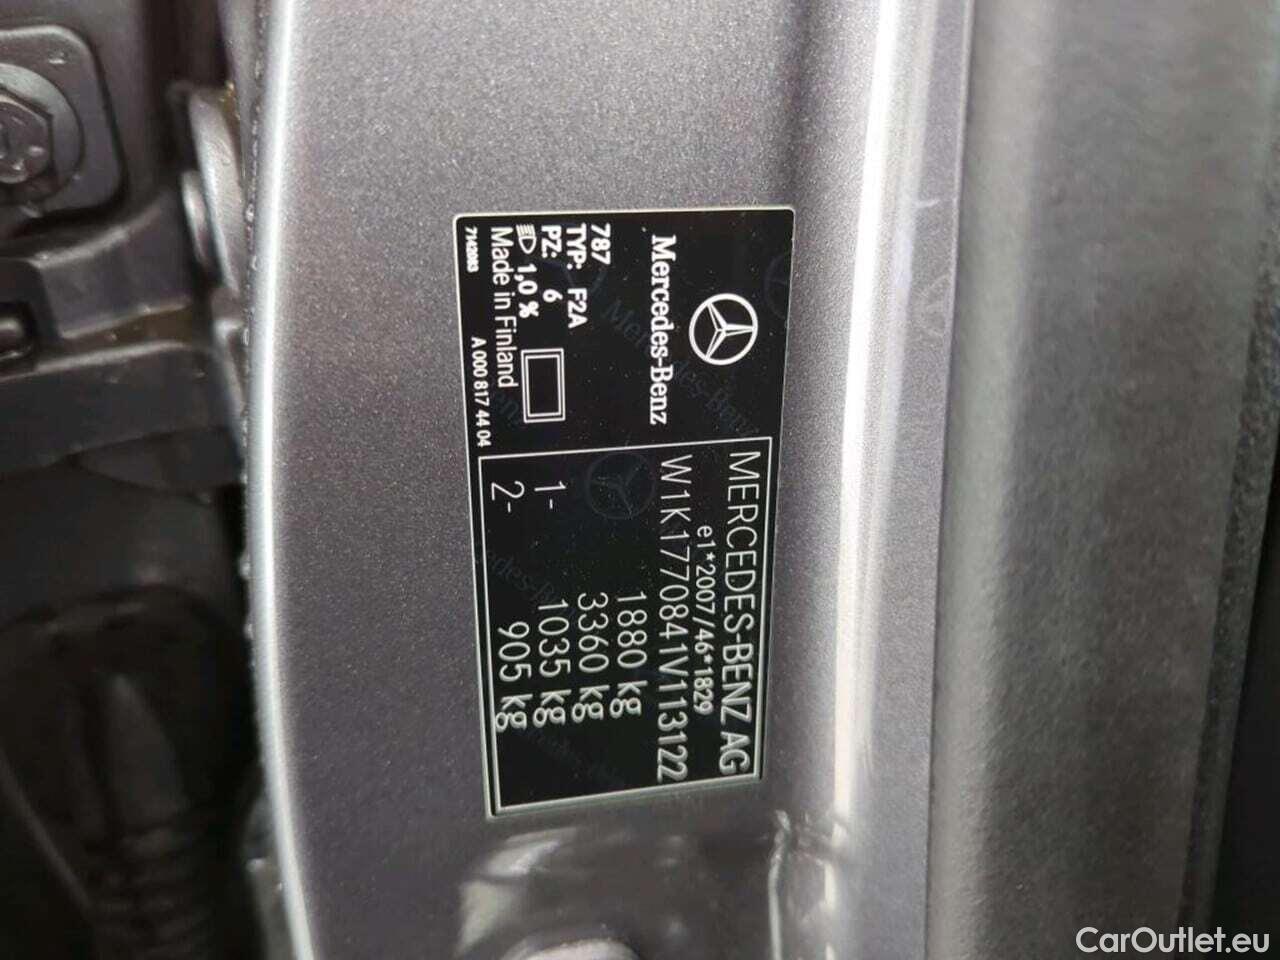 Mercedes-Benz
787
TYP: F2A
PZ: 6
1,0 %
Made in Finland
7142083
A 000 817 44 04
MERCEDES-BENZ AG
e1*2007/46*1829
W1K1770841V113122
1880 kg
3360 kg
1- 1035 kg
2- 905 kg
CarOutlet.eu